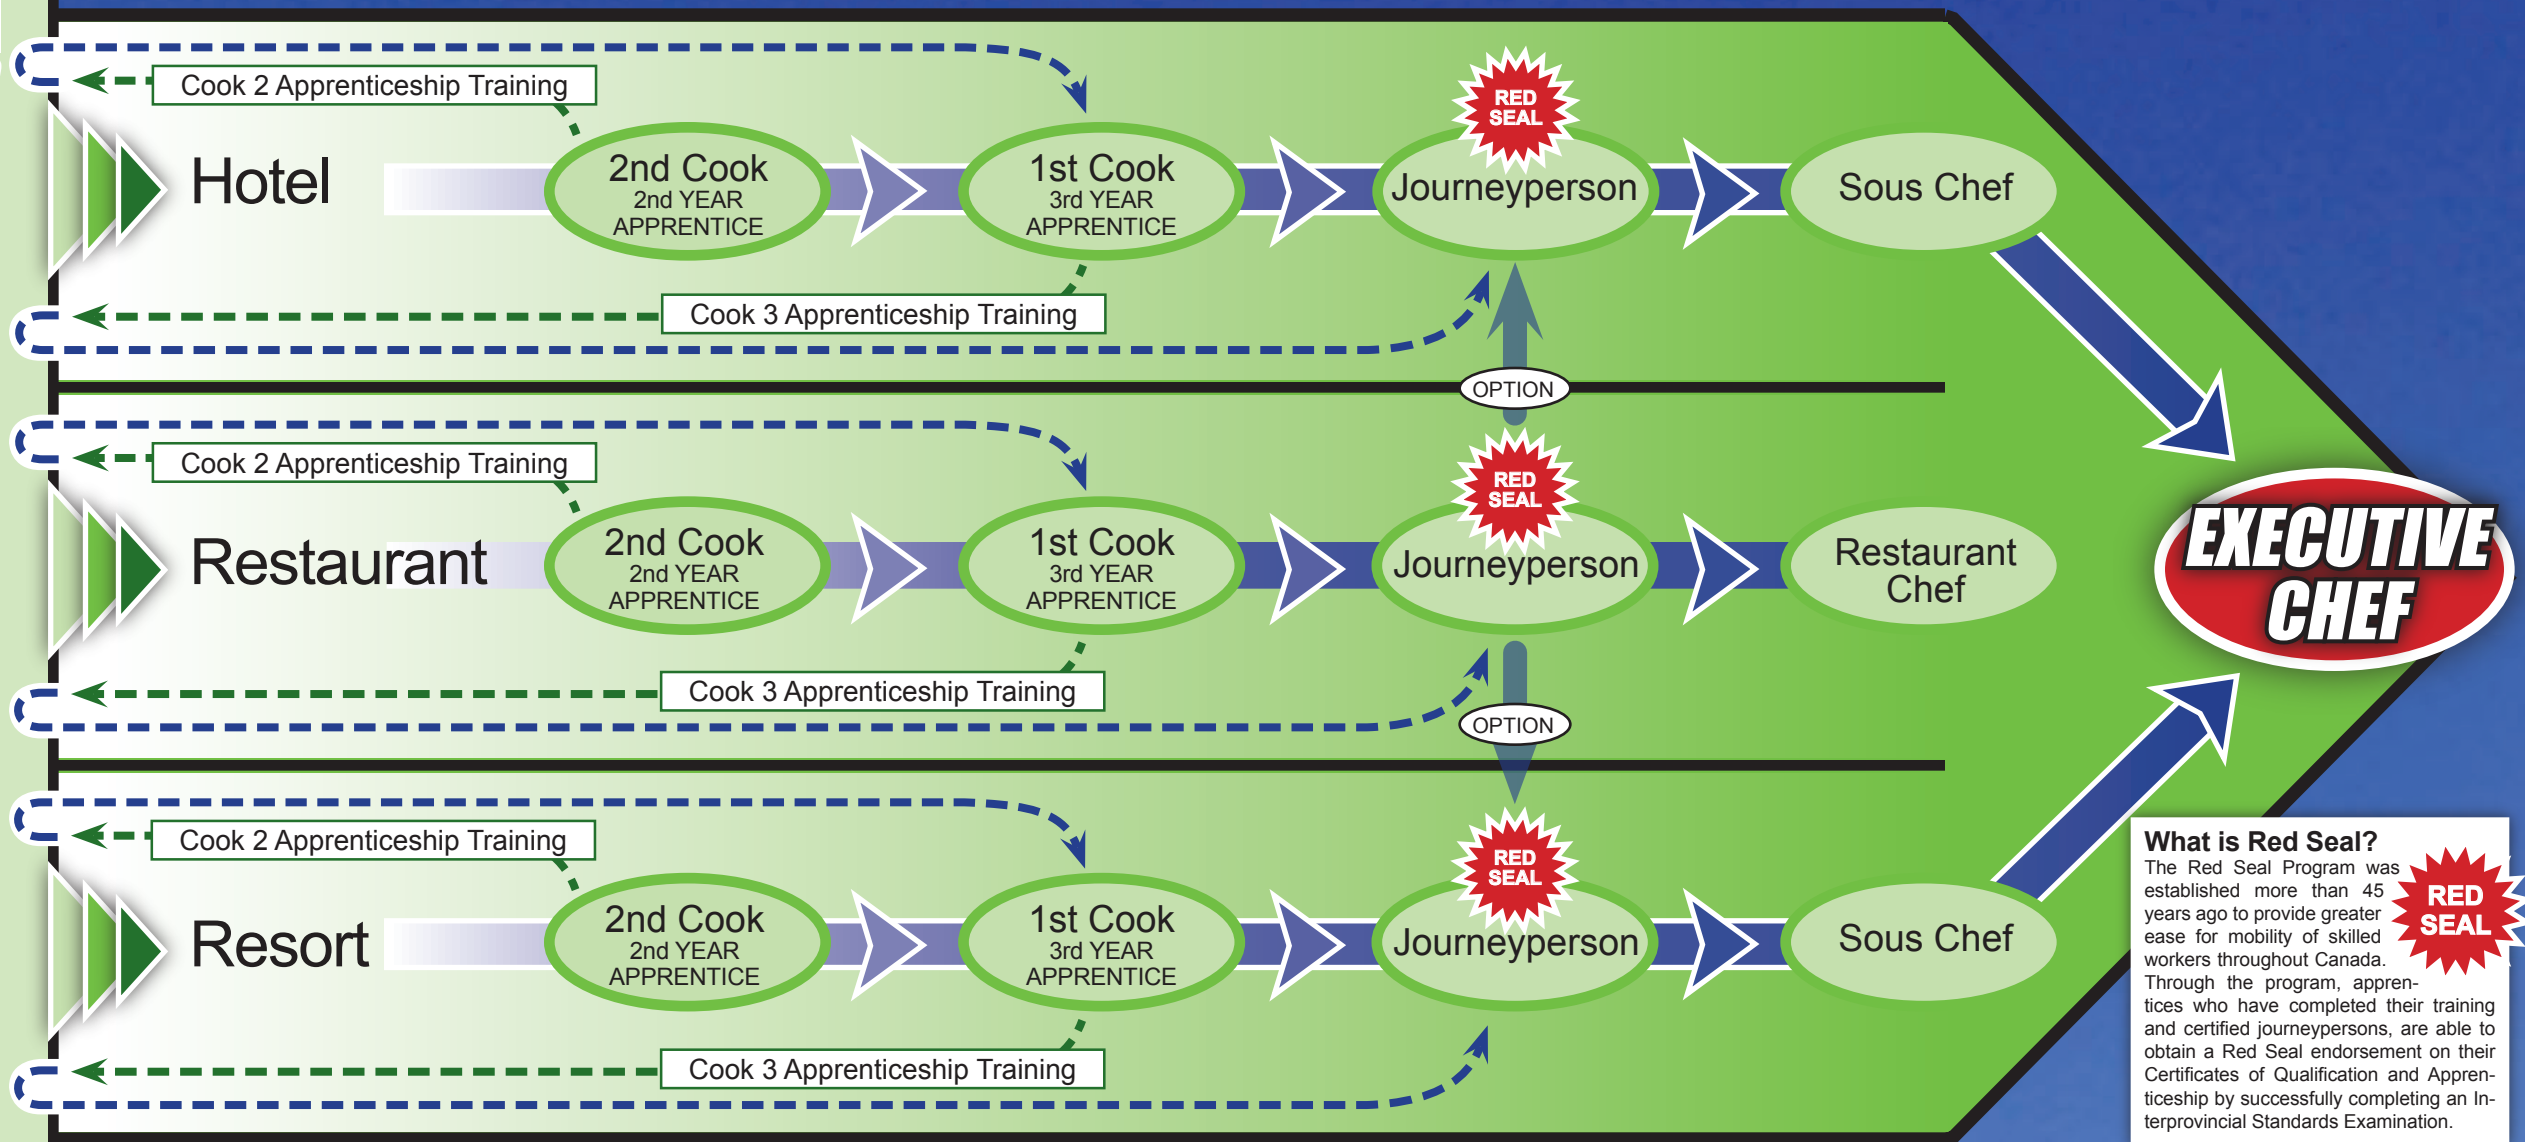 Cook 2 Apprenticeship Training
RED
SEAL
Hotel
2nd Cook
2nd YEAR
APPRENTICE
1st Cook
3rd YEAR
APPRENTICE
Journeyperson
Sous Chef
Cook 3 Apprenticeship Training
OPTION
Cook 2 Apprenticeship Training
RED
SEAL
Restaurant
2nd Cook
2nd YEAR
APPRENTICE
1st Cook
3rd YEAR
APPRENTICE
Journeyperson
Restaurant
Chef
EXECUTIVE
CHEF
Cook 3 Apprenticeship Training
OPTION
Cook 2 Apprenticeship Training
RED
SEAL
Resort
2nd Cook
2nd YEAR
APPRENTICE
1st Cook
3rd YEAR
APPRENTICE
Journeyperson
Sous Chef
Cook 3 Apprenticeship Training
What is Red Seal?
The Red Seal Program was
established more than 45
years ago to provide greater
ease for mobility of skilled
workers throughout Canada.
Through the program, appren-
tices who have completed their training
and certified journeypersons, are able to
obtain a Red Seal endorsement on their
Certificates of Qualification and Appren-
ticeship by successfully completing an In-
terprovincial Standards Examination.
RED
SEAL